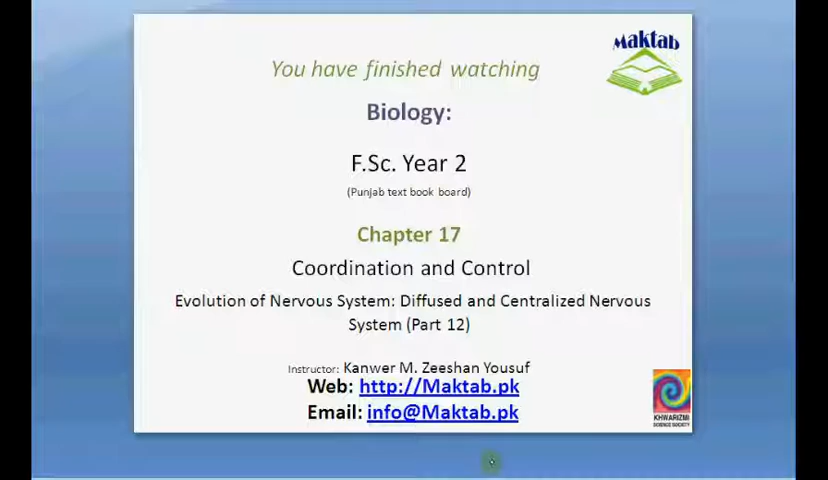 Maktab
You have finished watching
Biology:
F.Sc. Year 2
(Punjab text book board)
Chapter 17
Coordination and Control
Evolution of Nervous System: Diffused and Centralized Nervous
System (Part 12)
Instructor: Kanwer M. Zeeshan Yousuf
Web: http://Maktab.pk
Email: info@Maktab.pk
KHWARIZMI
SCIENCE SOCIETY